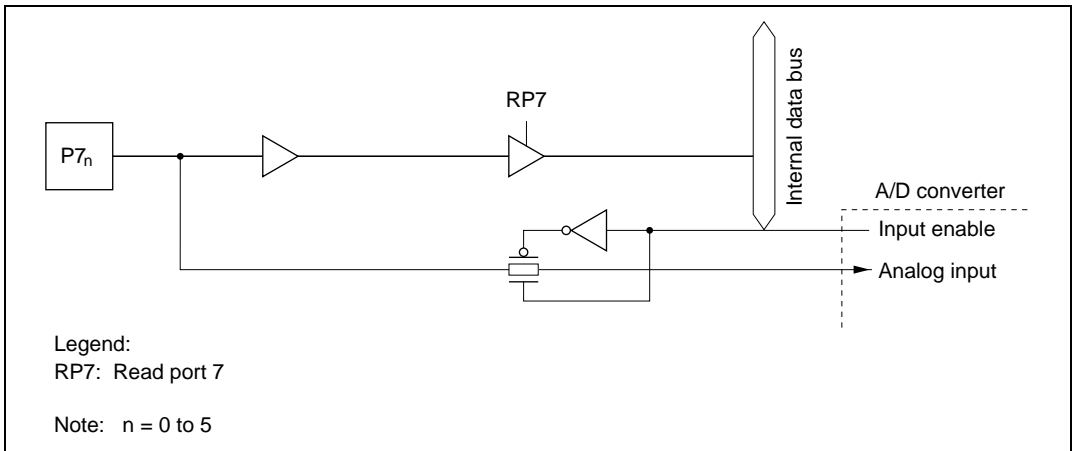 RP7
P7n
Internal data bus
A/D converter
Input enable
Analog input
Legend:
RP7: Read port 7
Note: n = 0 to 5